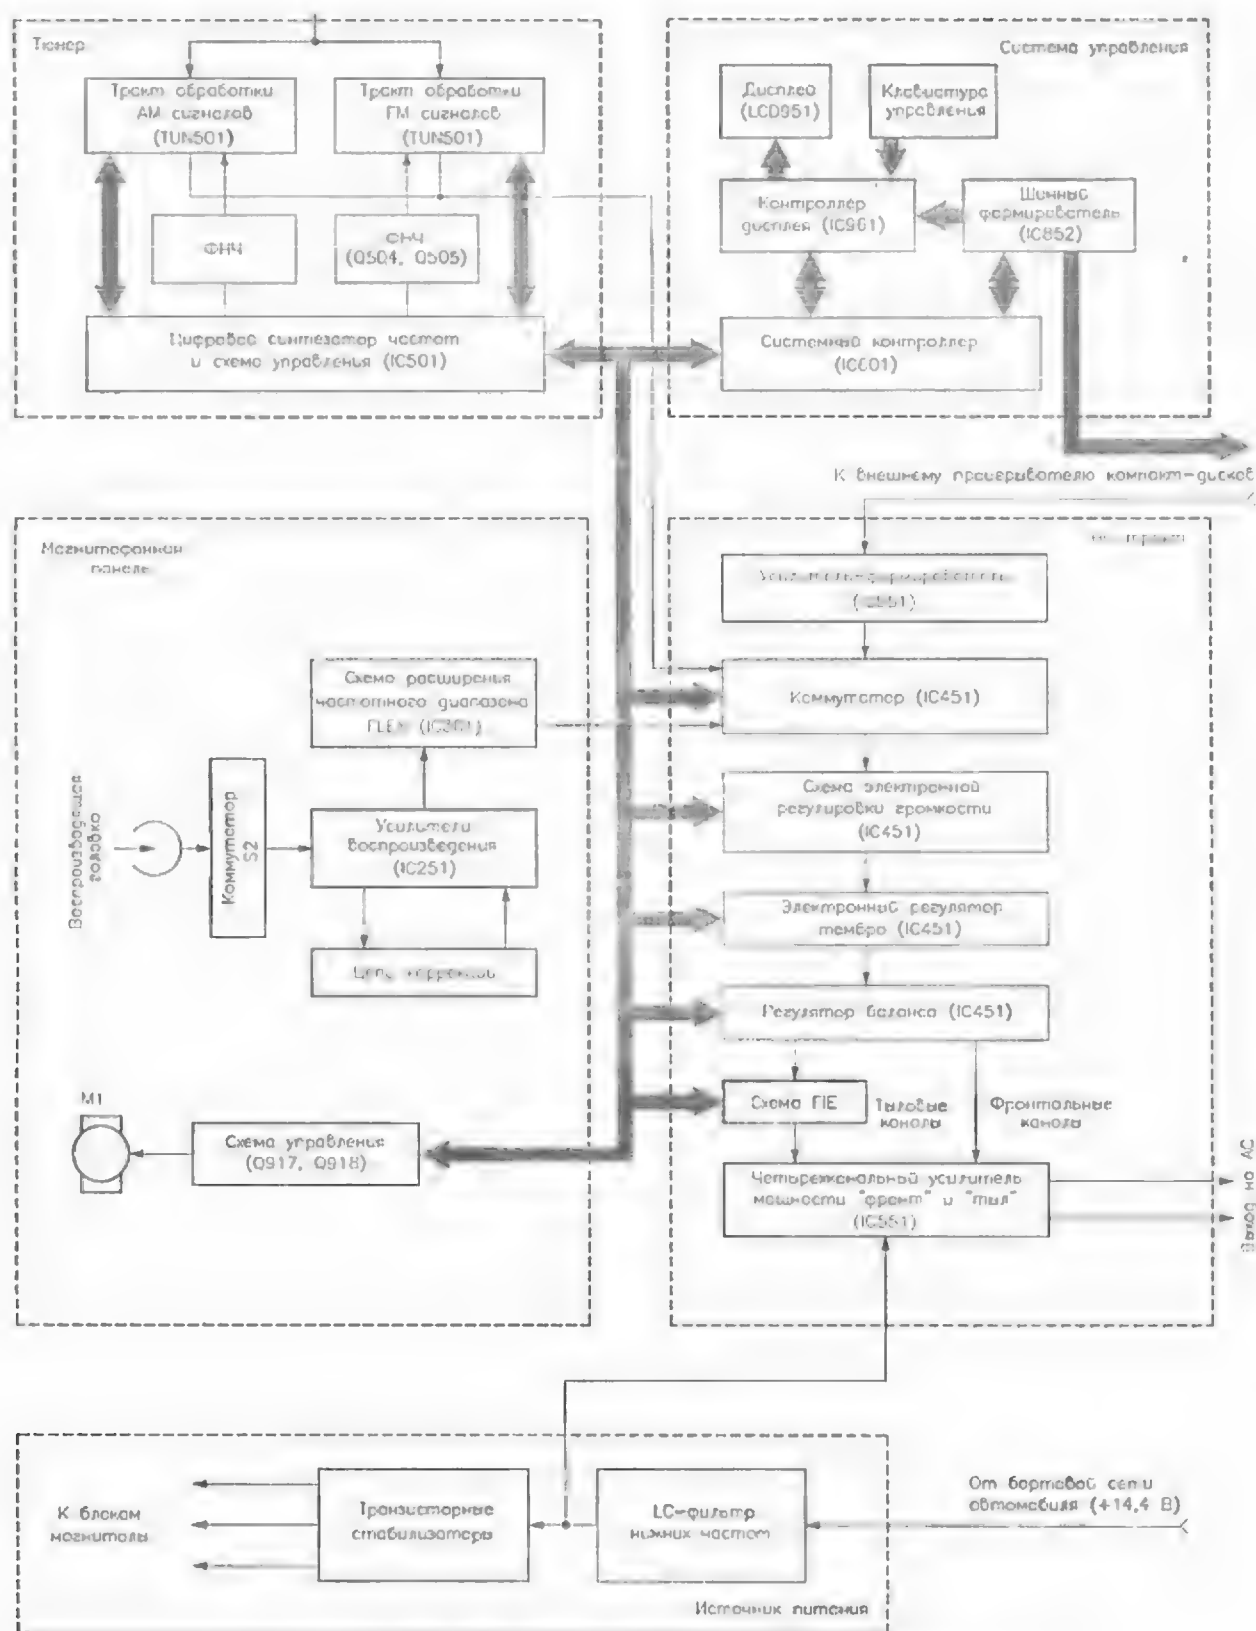 Тюнер
Тракт обработки
АМ сигналов
(TUN501)
Тракт обработки
FM сигналов
(TUN501)
ФНЧ
ФНЧ
(Q504, Q505)
Цифровой синтезатор частот
и схема управления (IC501)
Система управления
Дисплей
(LCD951)
Клавиатура
управления
Контроллер
дисплея (IC961)
Шинный
формирователь
(IC852)
Системный контроллер
(IC601)
К внешнему проигрывателю компакт-дисков
Магнитофонная
панель
Схема расширения
частотного диапазона
Воспроизводящая
головка
Коммутатор
S2
Усилители
воспроизведения
(IC251)
Цепь коррекции
M1
Схема управления
(Q917, Q918)
тракт
Коммутатор (IC451)
Схема электронной
регулировки громкости
(IC451)
Электронный регулятор
тембра (IC451)
Регулятор баланса (IC451)
Схема FIE
Тыловые
каналы
Фронтальные
каналы
Четырехканальный усилитель
мощности "фронт" и "тыл"
(IC551)
Выход на АС
К блокам
магнитолы
Транзисторные
стабилизаторы
LC-фильтр
нижних частот
От бортовой сети
автомобиля (+14,4 В)
Источник питания